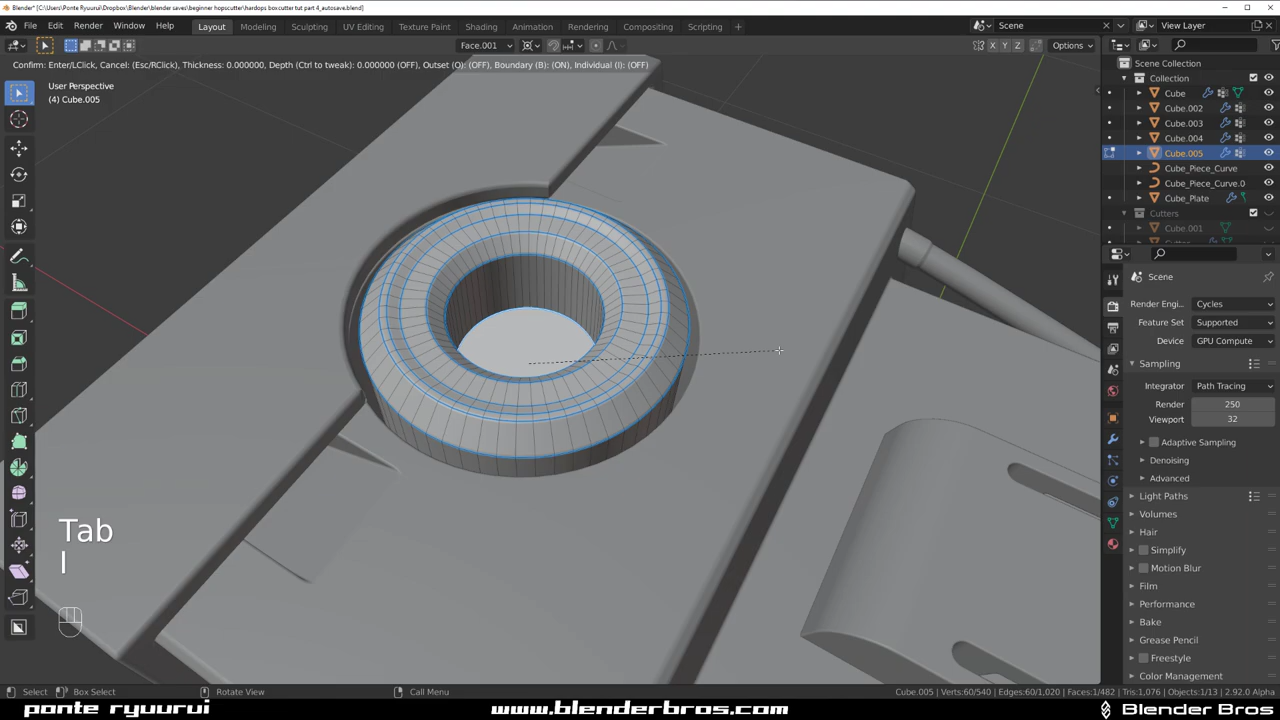 Blender* [C:\Users\Ponte Ryuurui\Dropbox\Blender\blender saves\beginner hopscutter\hardops boxcutter tut part 4_autosave.blend]
File Edit Render Window Help Layout Modeling Sculpting UV Editing Texture Paint Shading Animation Rendering Compositing Scripting Scene View Layer
Face.001 X Y Z Options
Confirm: Enter/LClick, Cancel: (Esc/RClick), Thickness: 0.000000, Depth (Ctrl to tweak): 0.000000 (OFF), Outset (O): (OFF), Boundary (B): (ON), Individual (I): (OFF)
User Perspective
(4) Cube.005
Scene Collection
Collection
Cube
Cube.002
Cube.003
Cube.004
Cube.005
Cube_Piece_Curve
Cube_Piece_Curve.0
Cube_Plate
Cutters
Cube.001
Scene
Render Engi.. Cycles
Feature Set Supported
Device GPU Compute
Sampling
Integrator Path Tracing
Render 250
Viewport 32
Adaptive Sampling
Denoising
Advanced
Light Paths
Volumes
Hair
Simplify
Motion Blur
Film
Performance
Bake
Grease Pencil
Freestyle
Color Management
Tab
I
Select Box Select Rotate View Call Menu Cube.005 | Verts:60/540 | Edges:60/1,020 | Faces:1/482 | Tris:1,076 | Objects:1/13 | 2.92.0 Alpha
ponte ryuurui www.blenderbros.com Blender Bros